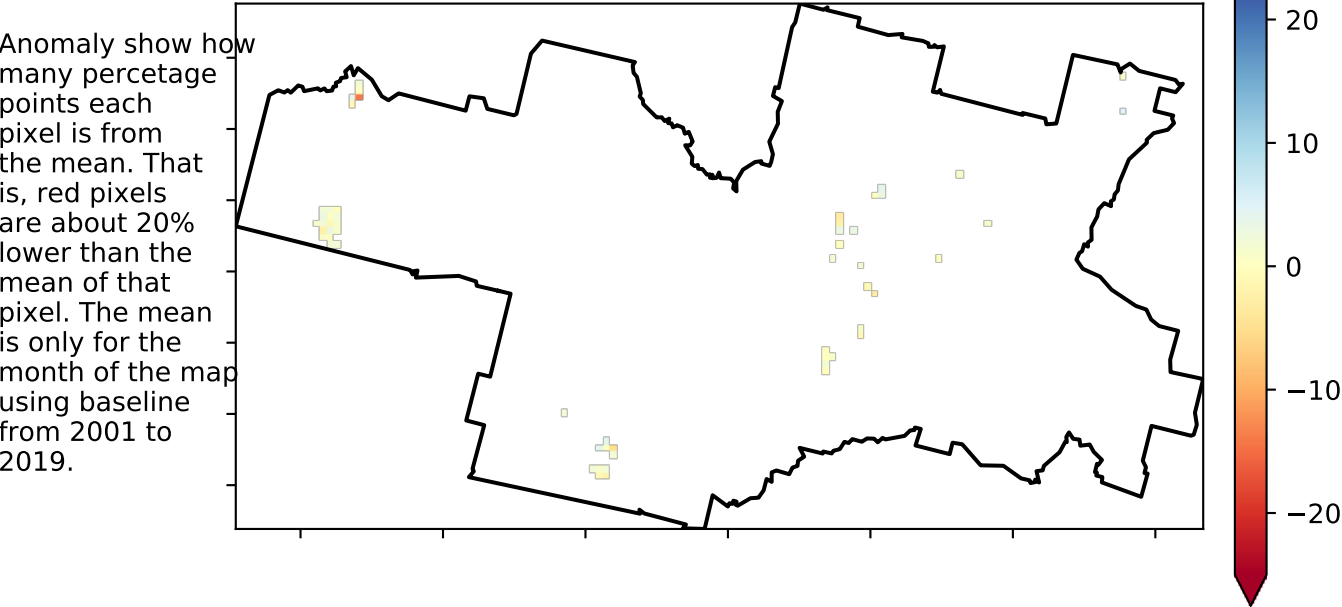 Anomaly show how
many percetage
points each
pixel is from
the mean. That
is, red pixels
are about 20%
lower than the
mean of that
pixel. The mean
is only for the
month of the map
using baseline
from 2001 to
2019.
20
10
0
−10
−20